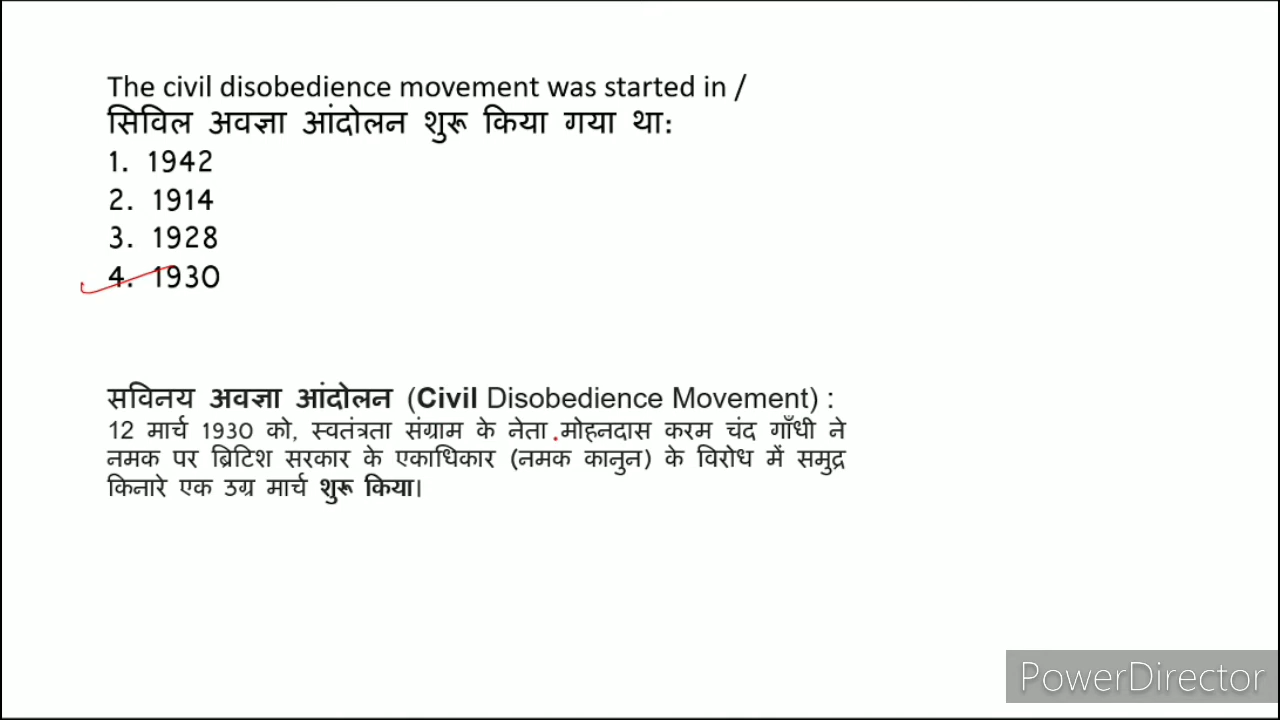 The civil disobedience movement was started in /
सिविल अवज्ञा आंदोलन शुरू किया गया था:
1. 1942
2. 1914
3. 1928
4. 1930
सविनय अवज्ञा आंदोलन (Civil Disobedience Movement) :
12 मार्च 1930 को, स्वतंत्रता संग्राम के नेता मोहनदास करम चंद गाँधी ने
नमक पर ब्रिटिश सरकार के एकाधिकार (नमक कानुन) के विरोध में समुद्र
किनारे एक उग्र मार्च शुरू किया।
PowerDirector